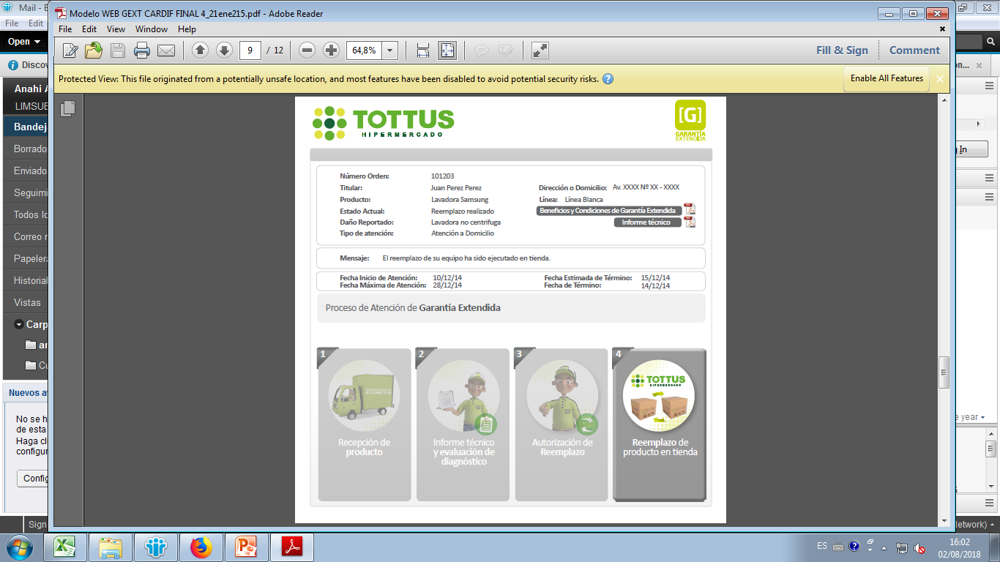 Mail - E
Modelo WEB GEXT CARDIF FINAL 4_21ene215.pdf - Adobe Reader
File Edit
File Edit View Window Help
Open
9 / 12 64,8% Fill & Sign Comment
Discov
Protected View: This file originated from a potentially unsafe location, and most features have been disabled to avoid potential security risks. Enable All Features
Anahi A
LIMSUE
Bandej
Borrado
Enviado
Seguimi
Todos lo
Correo n
Papelera
Historial
Vistas
Carp
ar
Cu
Nuevos av
No se h
de esta
Haga cli
configur
Config
Sign
TOTTUS
HIPERMERCADO
[G]
GARANTÍA
EXTENDIDA
Número Orden: 101203
Titular: Juan Perez Perez Dirección o Domicilio: Av. XXXX Nº XX - XXXX
Producto: Lavadora Samsung Línea: Línea Blanca
Estado Actual: Reemplazo realizado Beneficios y Condiciones de Garantía Extendida
Daño Reportado: Lavadora no centrifuga Informe técnico
Tipo de atención: Atención a Domicilio
Mensaje: El reemplazo de su equipo ha sido ejecutado en tienda.
Fecha Inicio de Atención: 10/12/14 Fecha Estimada de Término: 15/12/14
Fecha Máxima de Atención: 28/12/14 Fecha de Término: 14/12/14
Proceso de Atención de Garantía Extendida
1
Recepción de
producto
2
Informe técnico
y evaluación de
diagnóstico
3
Autorización de
Reemplazo
4
TOTTUS
HIPERMERCADO
Reemplazo de
producto en tienda
on...
In
e year
etwork)
ES 16:02
02/08/2018